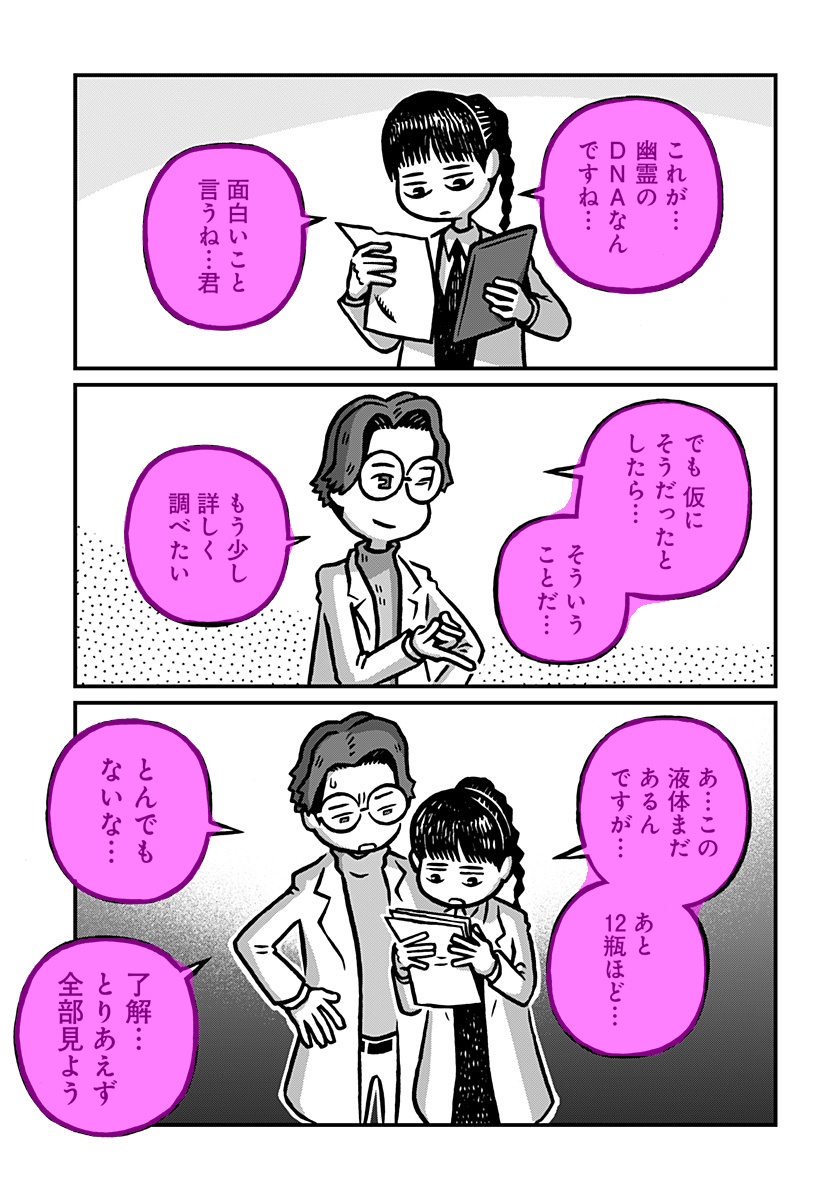 これが…
幽霊の
DNAなん
ですね…
面白いこと
言うね…君
でも 仮に
そうだったと
したら…
そういう
ことだ…
もう少し
詳しく
調べたい
あ…この
液体まだ
あるん
ですが…
あと
12瓶ほど…
とんでも
ないな…
了解…
とりあえず
全部見よう